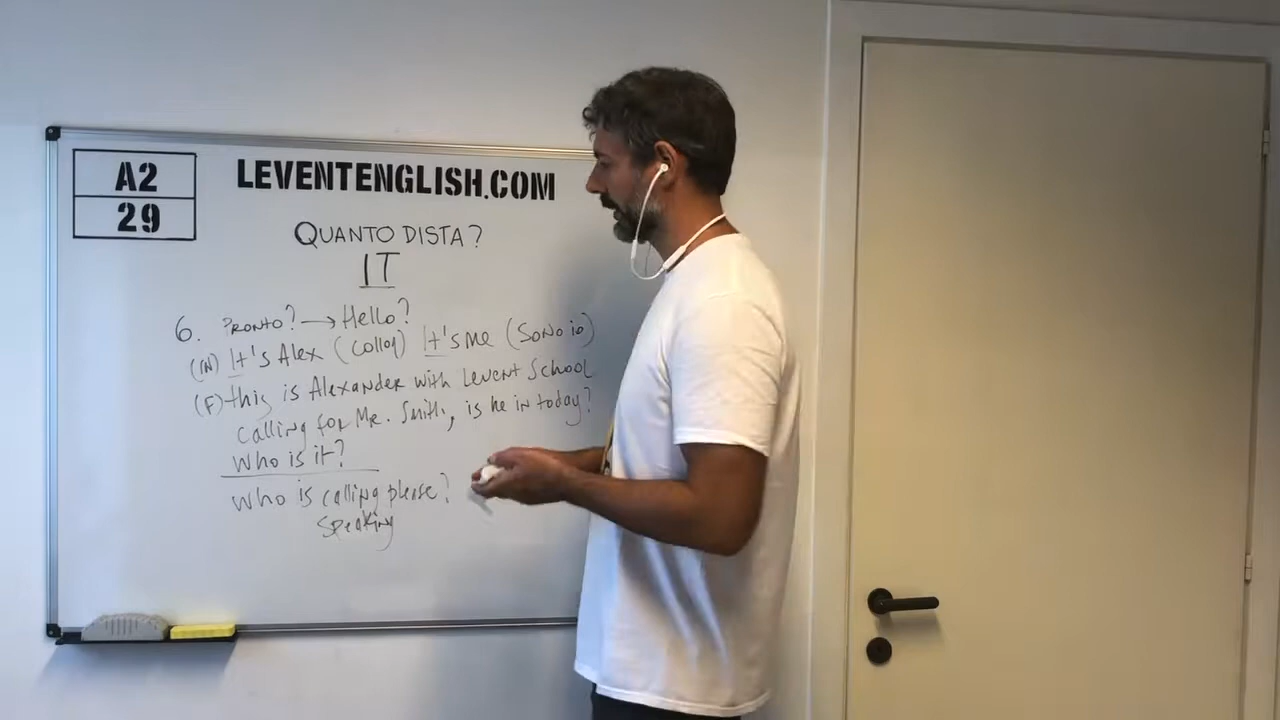 A2
29
LEVENTENGLISH.COM
QUANTO DISTA?
IT
6. PRONTO? → Hello?
(IN) It's Alex (Colloq) It's me (SONO io)
(F) this is Alexander with Levent School
calling for Mr. Smith, is he in today?
Who is it?
Who is calling please?
speaking